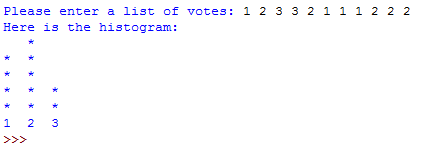 Please enter a list of votes: 1 2 3 3 2 1 1 1 2 2 2
Here is the histogram:
   *
*  *
*  *
*  *  *
*  *  *
1  2  3
>>>